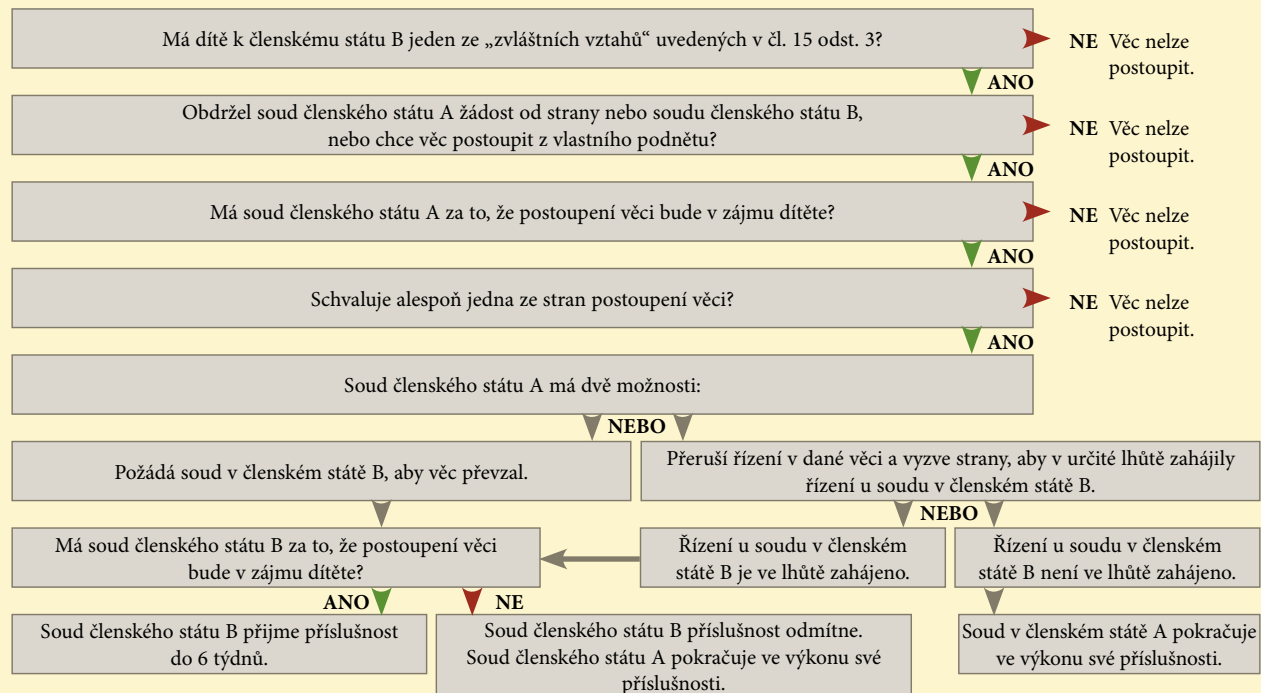 Má dítě k členskému státu B jeden ze „zvláštních vztahů“ uvedených v čl. 15 odst. 3?
NE Věc nelze
postoupit.
ANO
Obdržel soud členského státu A žádost od strany nebo soudu členského státu B,
nebo chce věc postoupit z vlastního podnětu?
NE Věc nelze
postoupit.
ANO
Má soud členského státu A za to, že postoupení věci bude v zájmu dítěte?
NE Věc nelze
postoupit.
ANO
Schvaluje alespoň jedna ze stran postoupení věci?
NE Věc nelze
postoupit.
ANO
Soud členského státu A má dvě možnosti:
NEBO
Požádá soud v členském státě B, aby věc převzal.
Přeruší řízení v dané věci a vyzve strany, aby v určité lhůtě zahájily
řízení u soudu v členském státě B.
NEBO
Má soud členského státu B za to, že postoupení věci
bude v zájmu dítěte?
Řízení u soudu v členském
státě B je ve lhůtě zahájeno.
Řízení u soudu v členském
státě B není ve lhůtě zahájeno.
ANO
NE
Soud členského státu B přijme příslušnost
do 6 týdnů.
Soud členského státu B příslušnost odmítne.
Soud členského státu A pokračuje ve výkonu své
příslušnosti.
Soud v členském státě A pokračuje
ve výkonu své příslušnosti.